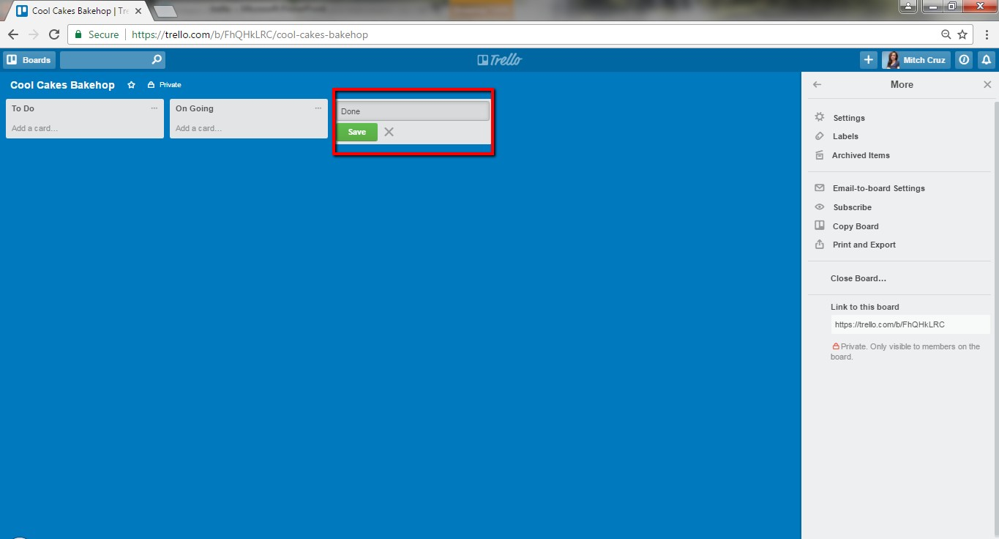 Cool Cakes Bakehop | Tre
Secure
https://trello.com/b/FhQHkLRC/cool-cakes-bakehop
Boards
Trello
Mitch Cruz
Cool Cakes Bakehop
Private
To Do
Add a card...
On Going
Add a card...
Done
Save
More
Settings
Labels
Archived Items
Email-to-board Settings
Subscribe
Copy Board
Print and Export
Close Board...
Link to this board
https://trello.com/b/FhQHkLRC
Private. Only visible to members on the
board.